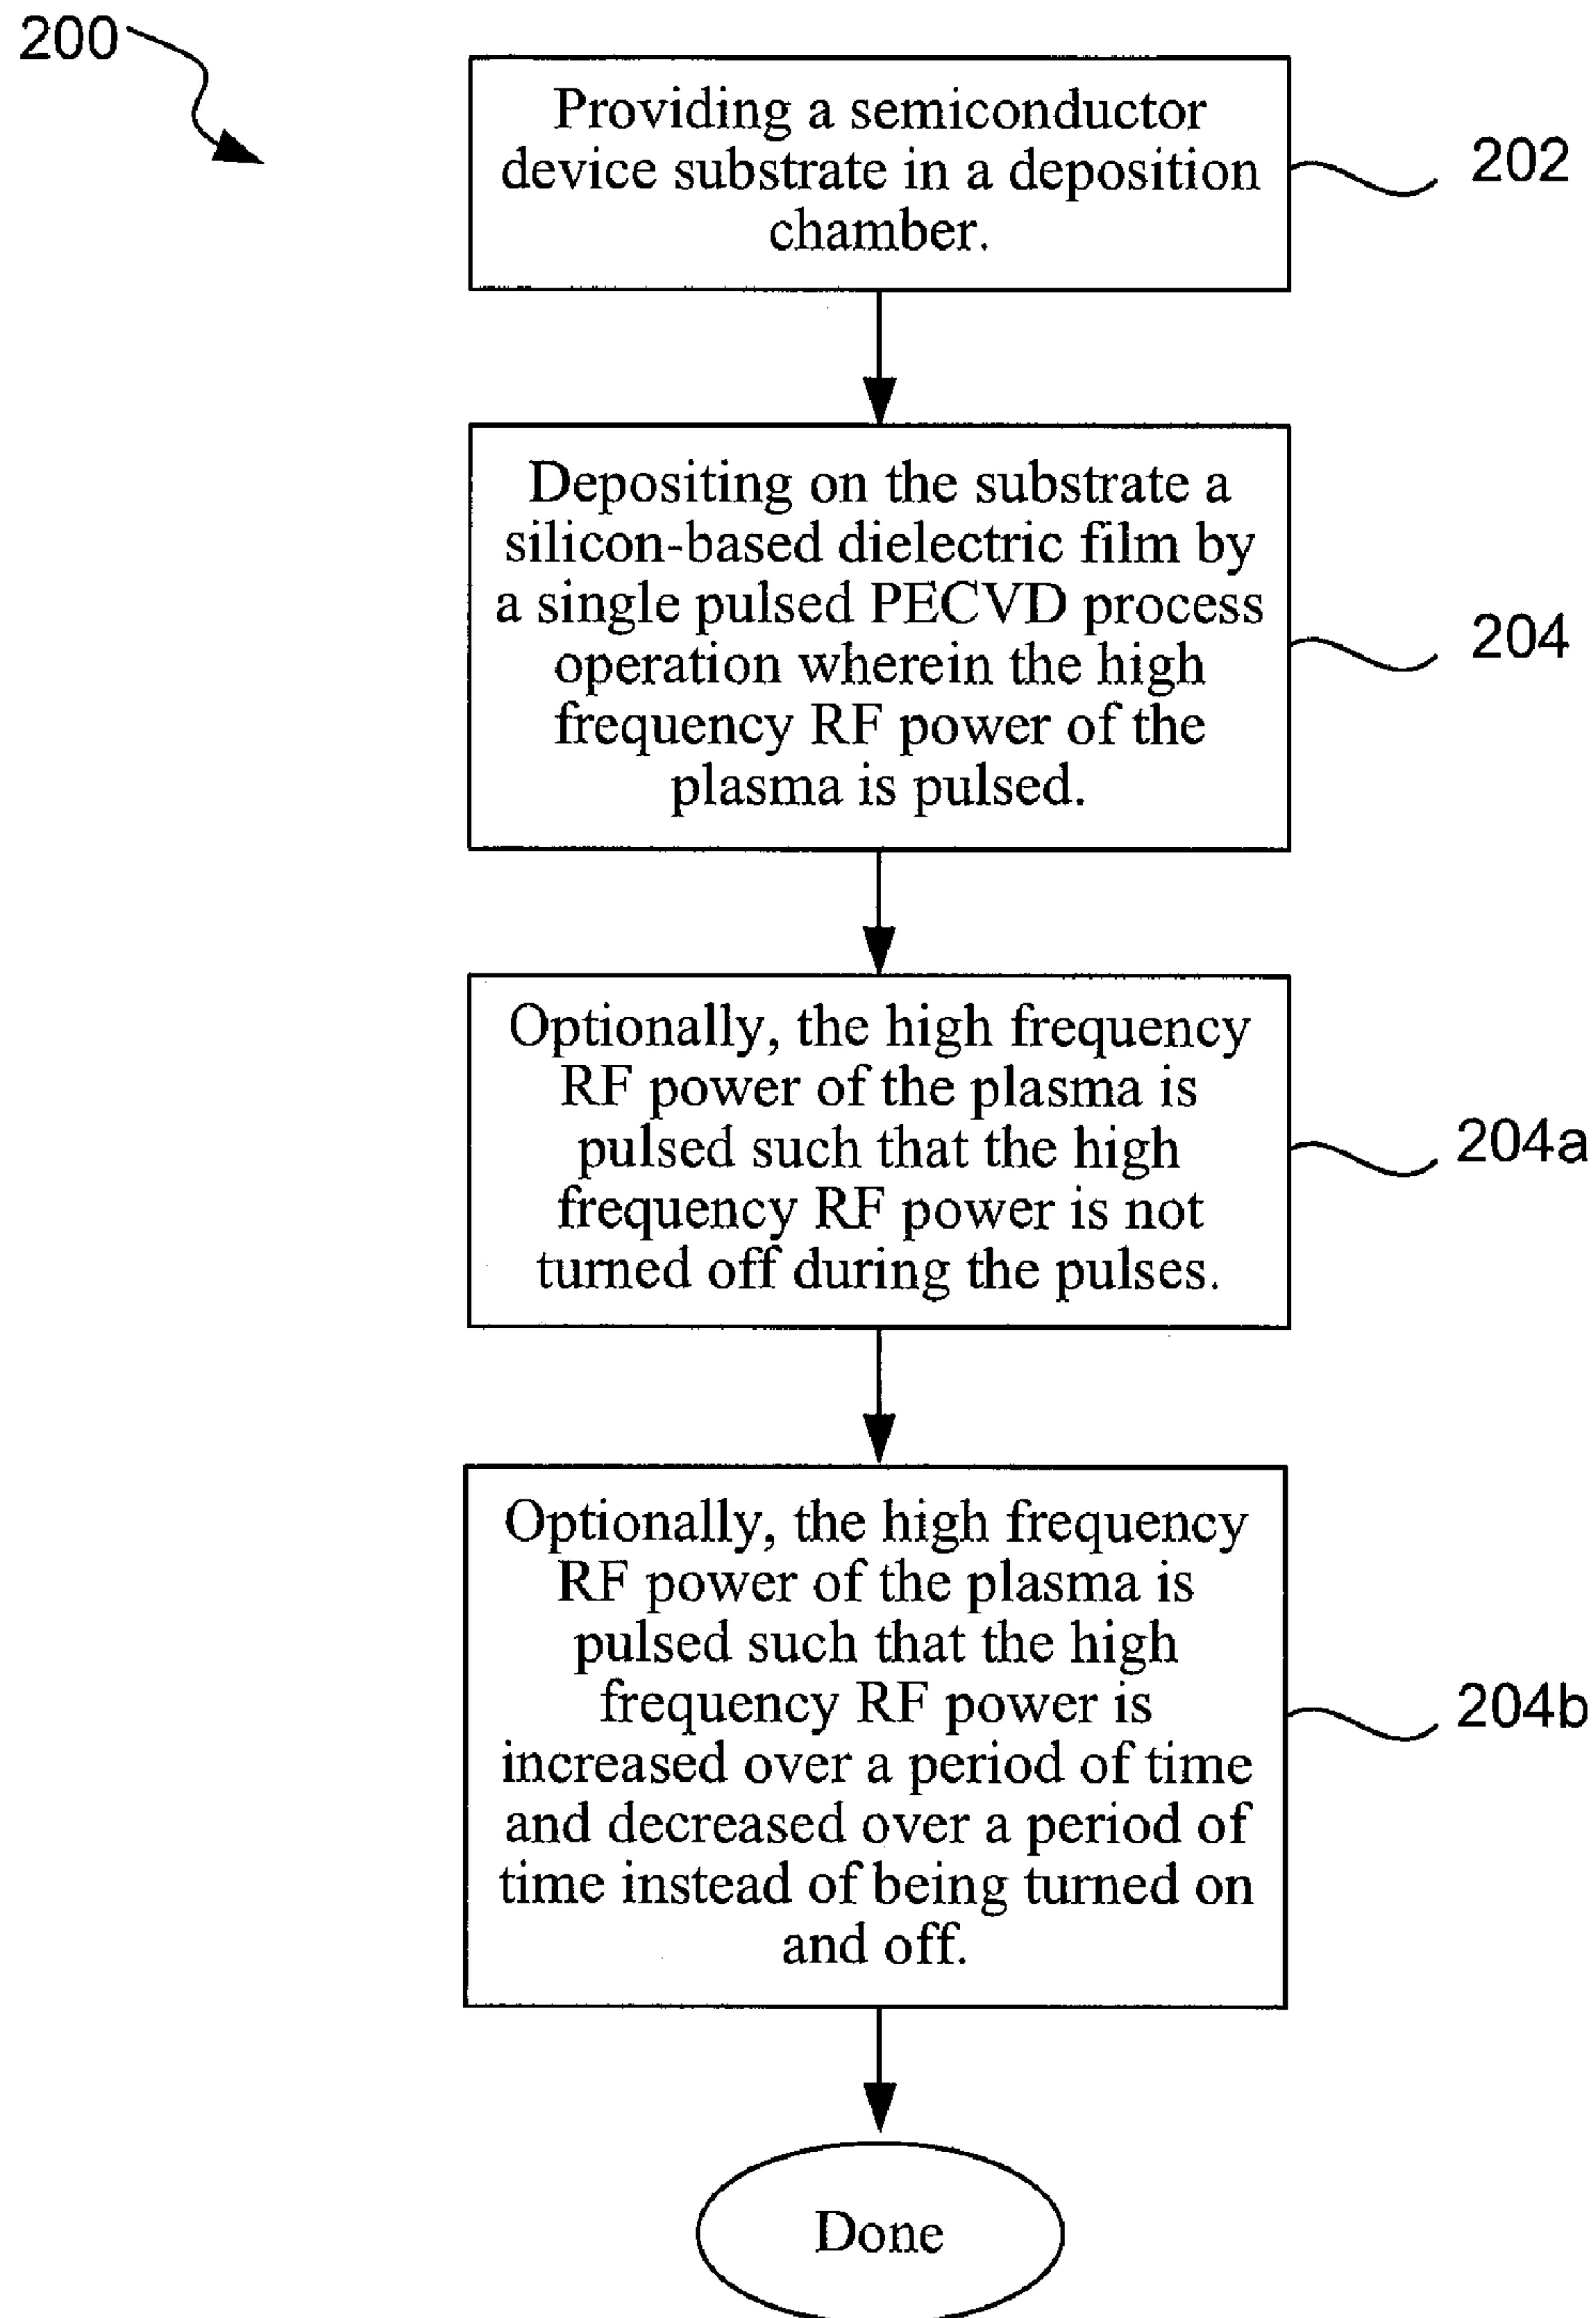 200
Providing a semiconductor
device substrate in a deposition
chamber.
202
Depositing on the substrate a
silicon-based dielectric film by
a single pulsed PECVD process
operation wherein the high
frequency RF power of the
plasma is pulsed.
204
Optionally, the high frequency
RF power of the plasma is
pulsed such that the high
frequency RF power is not
turned off during the pulses.
204a
Optionally, the high frequency
RF power of the plasma is
pulsed such that the high
frequency RF power is
increased over a period of time
and decreased over a period of
time instead of being turned on
and off.
204b
Done